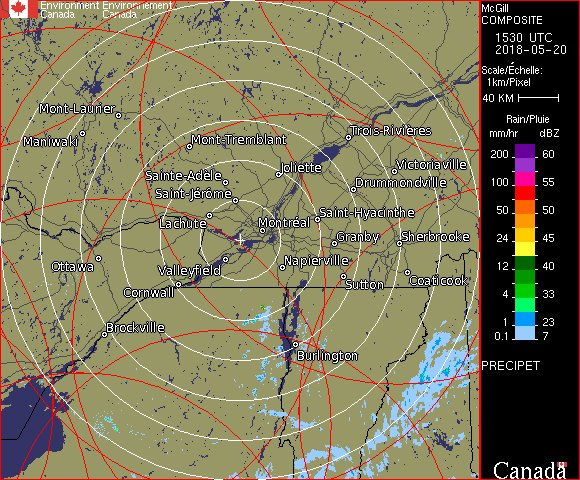 Environment Environnement
Canada Canada
McGill
COMPOSITE
1530 UTC
2018-05-20
Scale/Échelle:
1km/Pixel
40 KM
Rain/Pluie
mm/hr dBZ
200 60
100 55
50 50
24 45
12 40
4 33
1 23
0.1 7
PRECIPET
Canada
Mont-Laurier
Maniwaki
Mont-Tremblant
Trois-Rivières
Joliette
Victoriaville
Sainte-Adèle
Drummondville
Saint-Jérôme
Saint-Hyacinthe
Lachute
Montréal
Granby
Sherbrooke
Ottawa
Valleyfield
Napierville
Cornwall
Sutton
Coaticook
Brockville
Burlington